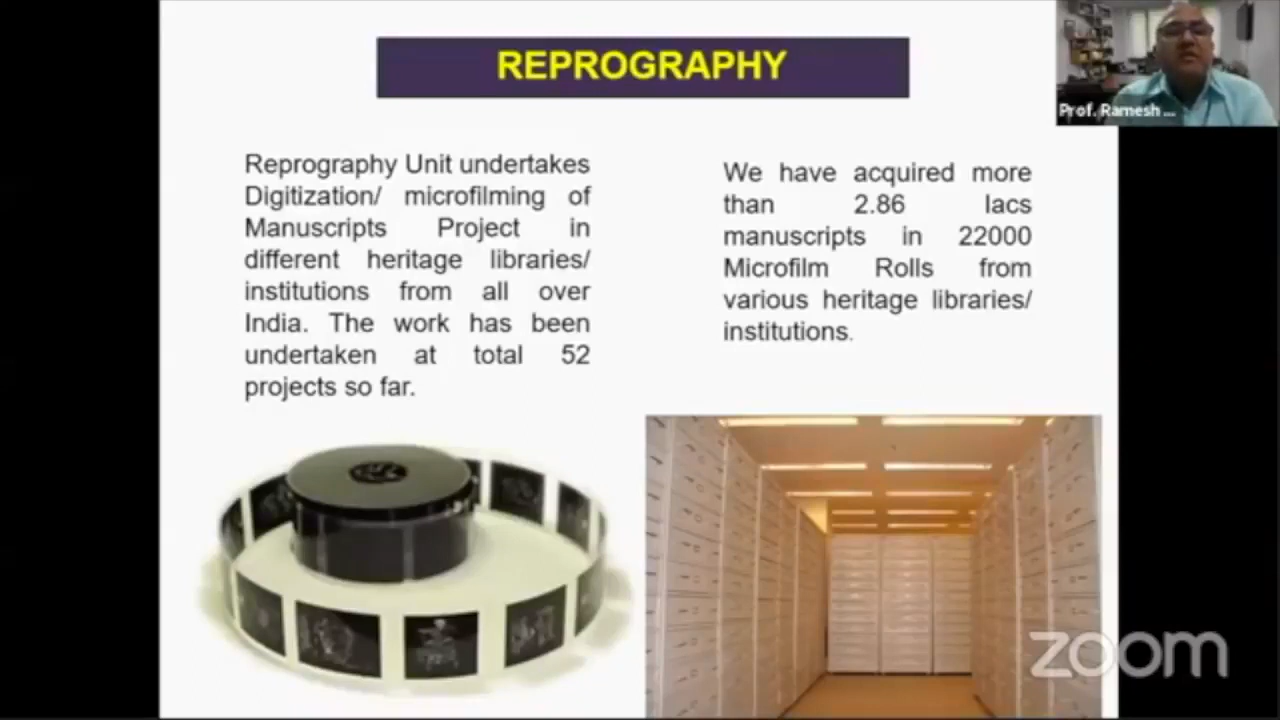 REPROGRAPHY
Prof. Ramesh ...
Reprography Unit undertakes
Digitization/ microfilming of
Manuscripts Project in
different heritage libraries/
institutions from all over
India. The work has been
undertaken at total 52
projects so far.
We have acquired more
than 2.86 lacs
manuscripts in 22000
Microfilm Rolls from
various heritage libraries/
institutions.
zoom